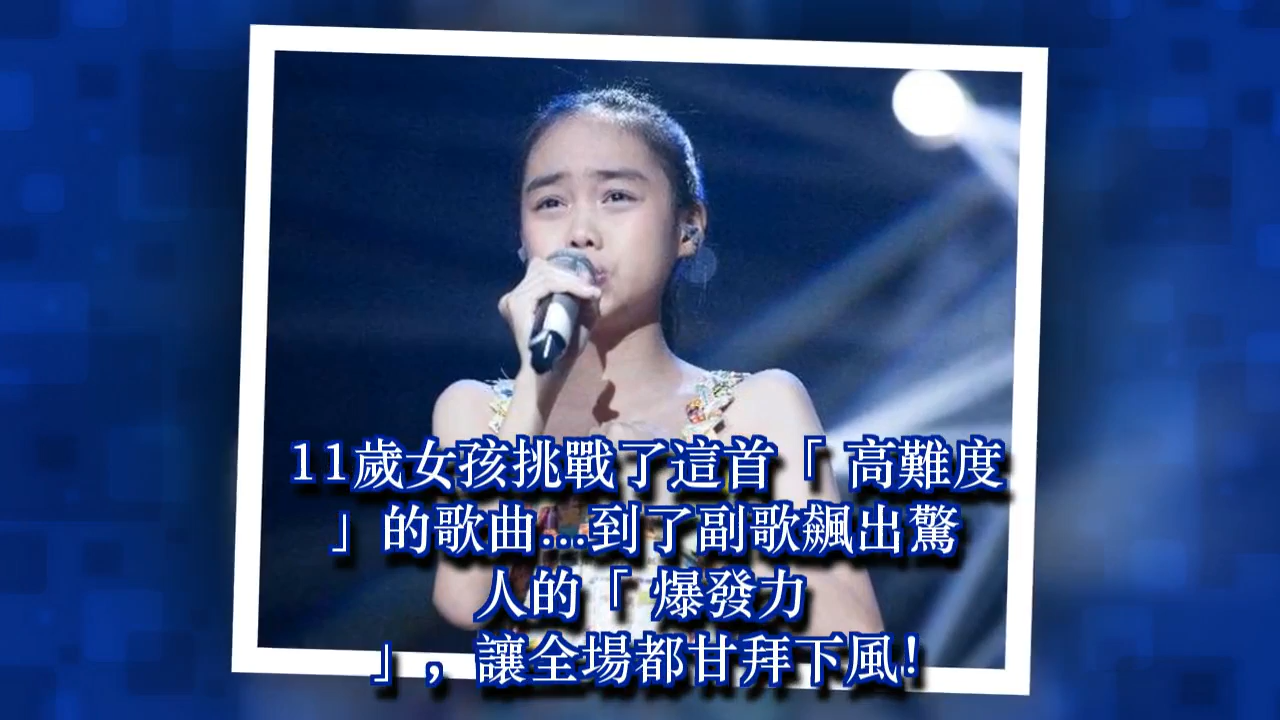 11歲女孩挑戰了這首「 高難度
」的歌曲...到了副歌飆出驚
人的「 爆發力
」，讓全場都甘拜下風!